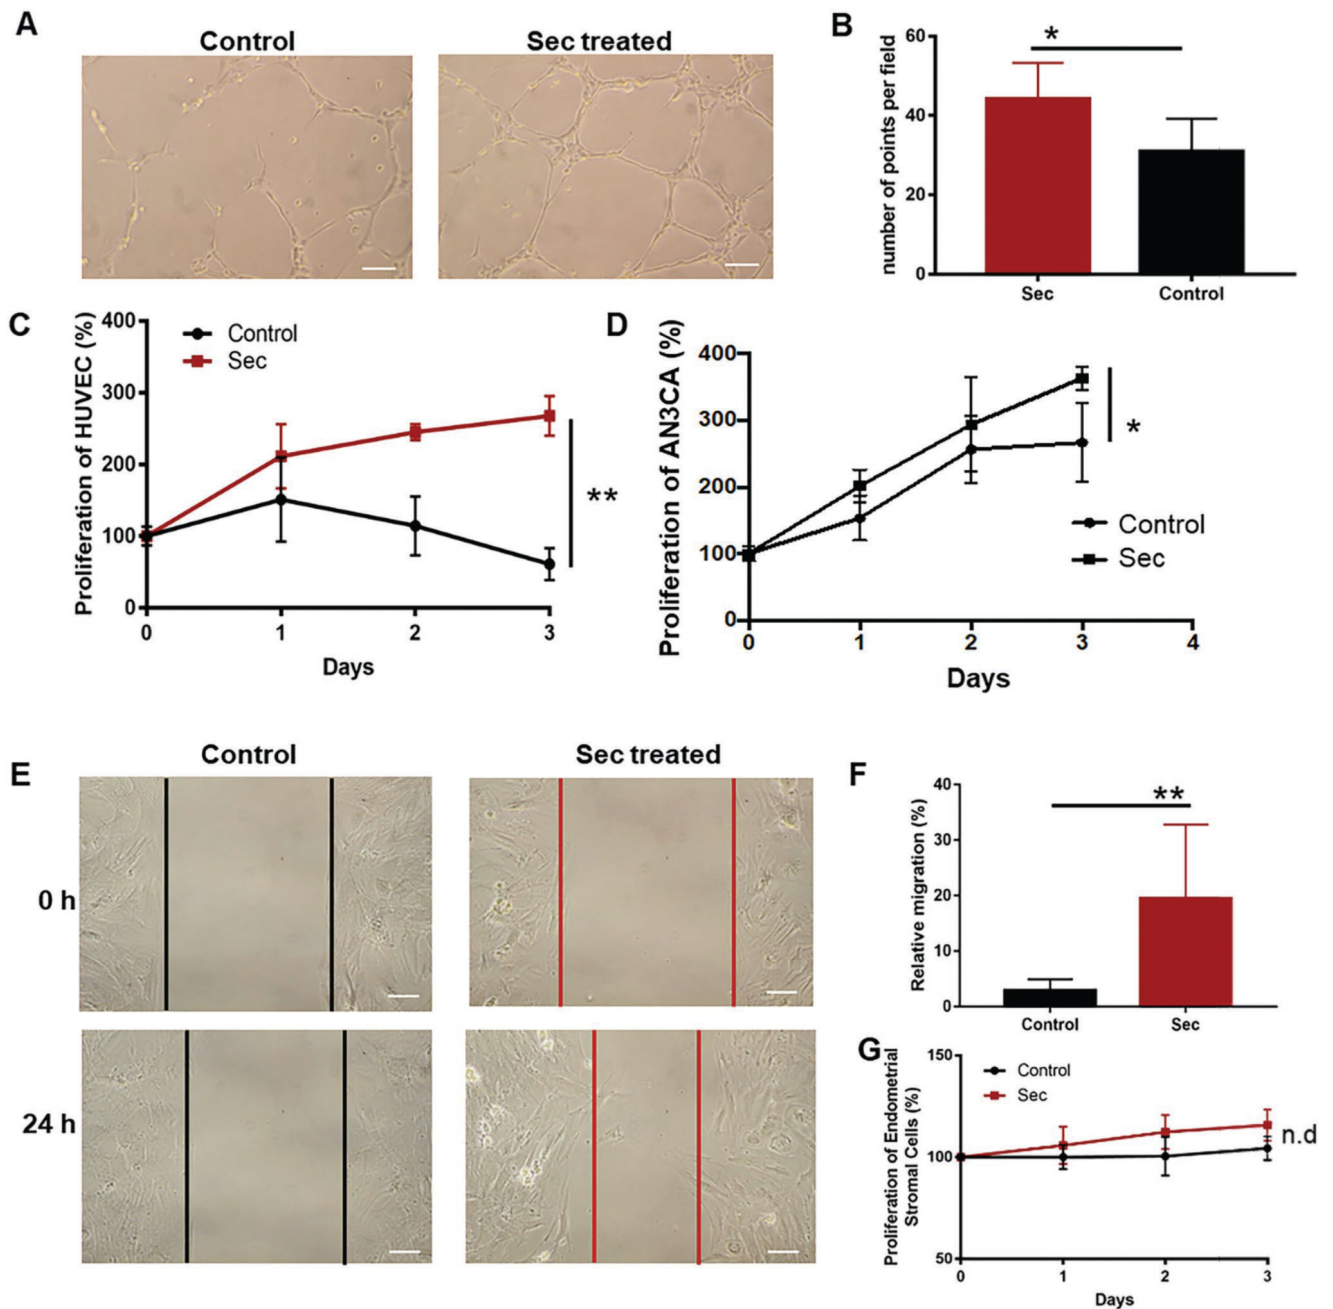 A
Control
Sec treated
B
*
number of points per field
60
40
20
0
Sec
Control
C
Proliferation of HUVEC (%)
400
300
200
100
0
Control
Sec
**
0
1
2
3
Days
D
Proliferation of AN3CA (%)
400
300
200
100
0
*
Control
Sec
0
1
2
3
4
Days
E
Control
Sec treated
0 h
24 h
F
Relative migration (%)
40
30
20
10
0
**
Control
Sec
G
Proliferation of Endometrial
Stromal Cells (%)
150
100
50
Control
Sec
n.d
0
1
2
3
Days